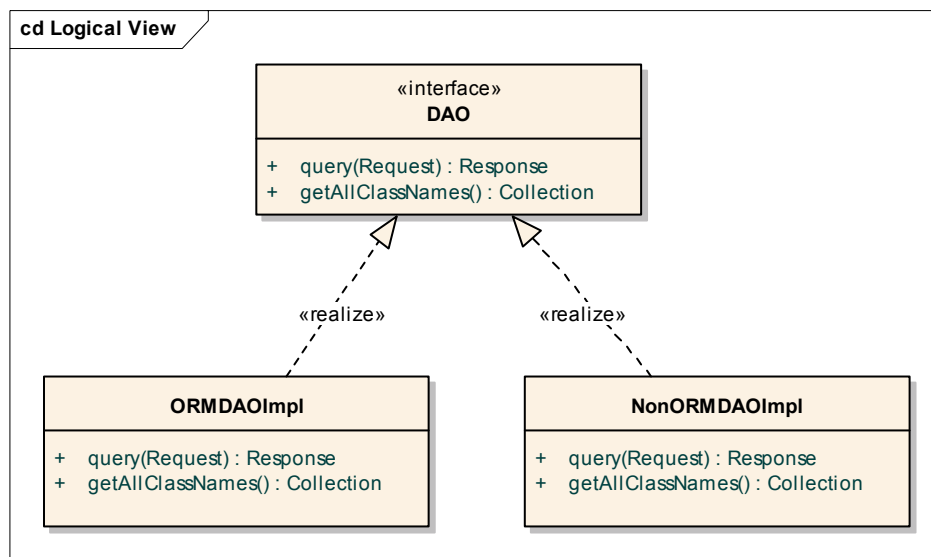 cd Logical View
«interface»
DAO
+ query(Request) : Response
+ getAllClassNames() : Collection
«realize» «realize»
ORMDAOImpl
+ query(Request) : Response
+ getAllClassNames() : Collection
NonORMDAOImpl
+ query(Request) : Response
+ getAllClassNames() : Collection